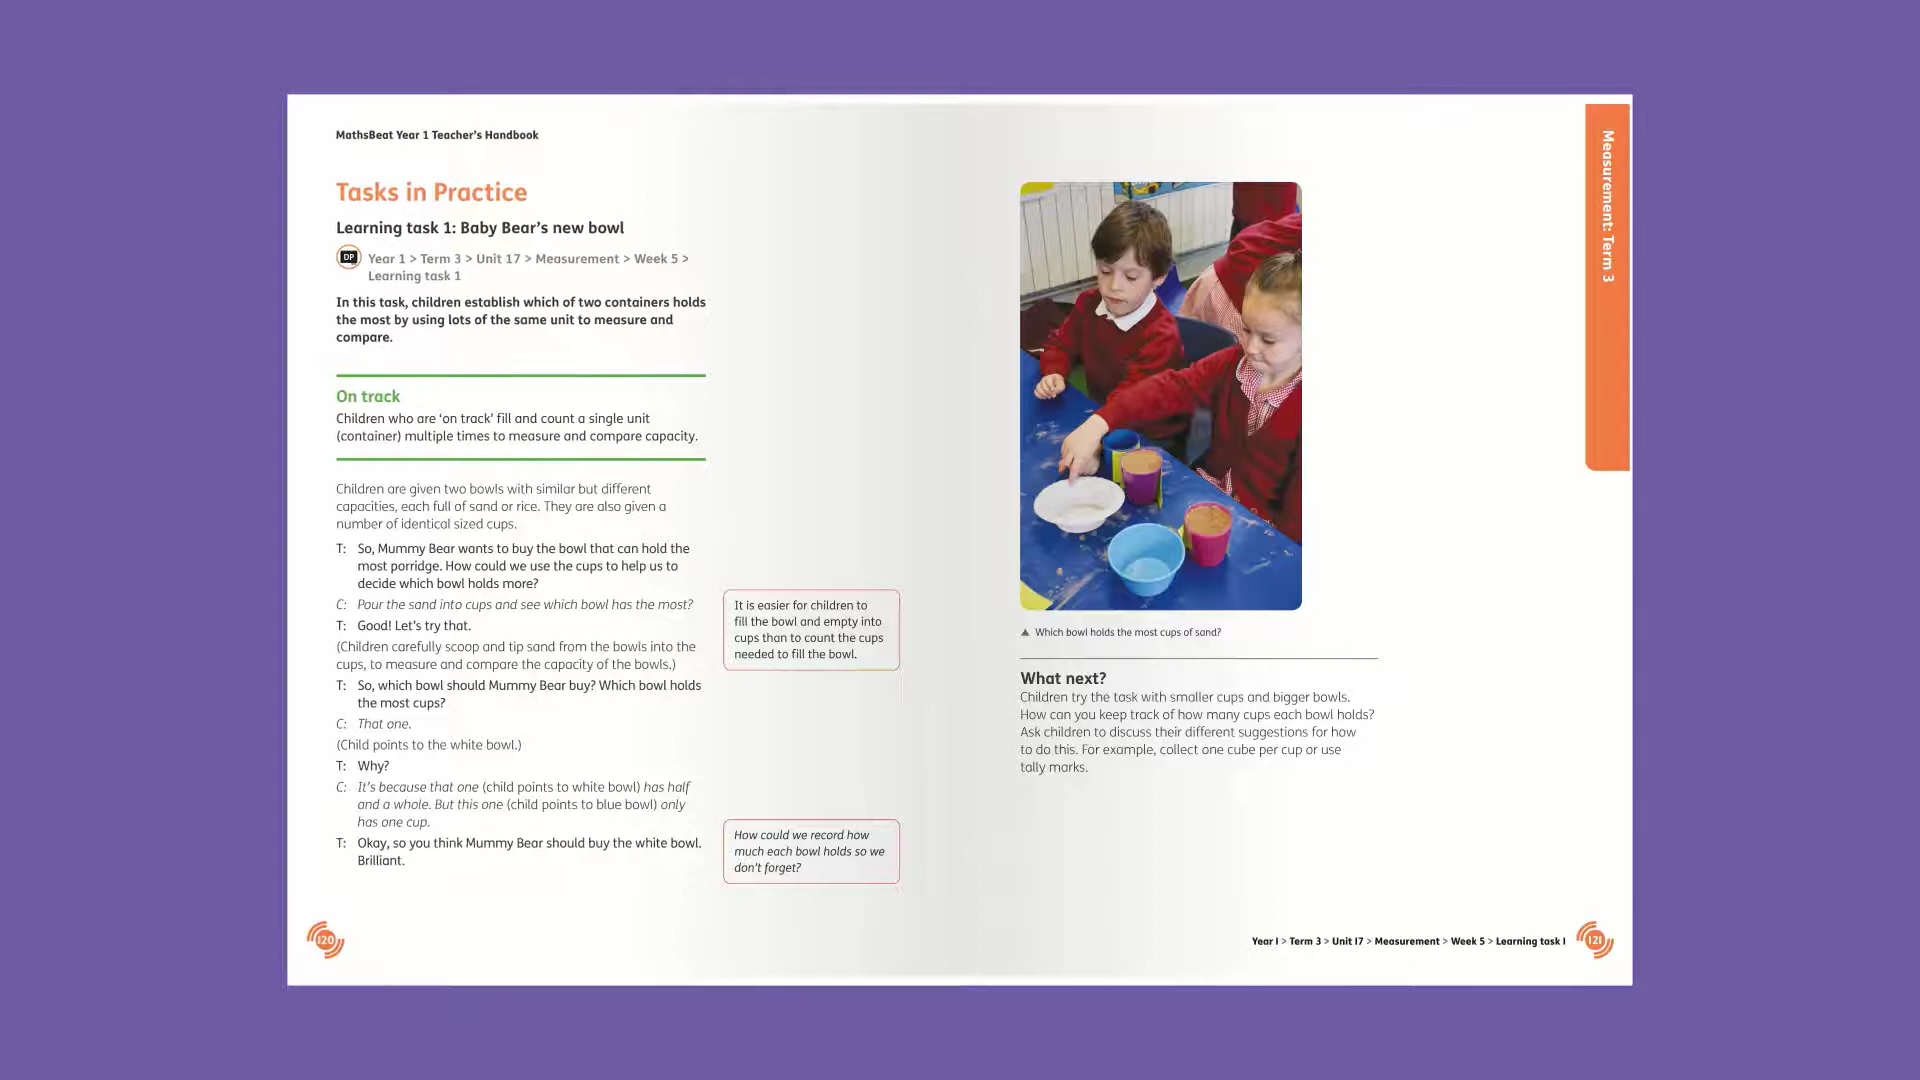 MathsBeat Year 1 Teacher's Handbook
Tasks in Practice
Learning task 1: Baby Bear's new bowl
DP
Year 1 > Term 3 > Unit 17 > Measurement > Week 5 >
Learning task 1
In this task, children establish which of two containers holds
the most by using lots of the same unit to measure and
compare.
On track
Children who are ‘on track’ fill and count a single unit
(container) multiple times to measure and compare capacity.
Children are given two bowls with similar but different
capacities, each full of sand or rice. They are also given a
number of identical sized cups.
T: So, Mummy Bear wants to buy the bowl that can hold the
most porridge. How could we use the cups to help us to
decide which bowl holds more?
C: Pour the sand into cups and see which bowl has the most?
T: Good! Let's try that.
(Children carefully scoop and tip sand from the bowls into the
cups, to measure and compare the capacity of the bowls.)
T: So, which bowl should Mummy Bear buy? Which bowl holds
the most cups?
C: That one.
(Child points to the white bowl.)
T: Why?
C: It's because that one (child points to white bowl) has half
and a whole. But this one (child points to blue bowl) only
has one cup.
T: Okay, so you think Mummy Bear should buy the white bowl.
Brilliant.
It is easier for children to
fill the bowl and empty into
cups than to count the cups
needed to fill the bowl.
How could we record how
much each bowl holds so we
don't forget?
120
▲ Which bowl holds the most cups of sand?
What next?
Children try the task with smaller cups and bigger bowls.
How can you keep track of how many cups each bowl holds?
Ask children to discuss their different suggestions for how
to do this. For example, collect one cube per cup or use
tally marks.
Measurement: Term 3
Year 1 > Term 3 > Unit 17 > Measurement > Week 5 > Learning task 1
121